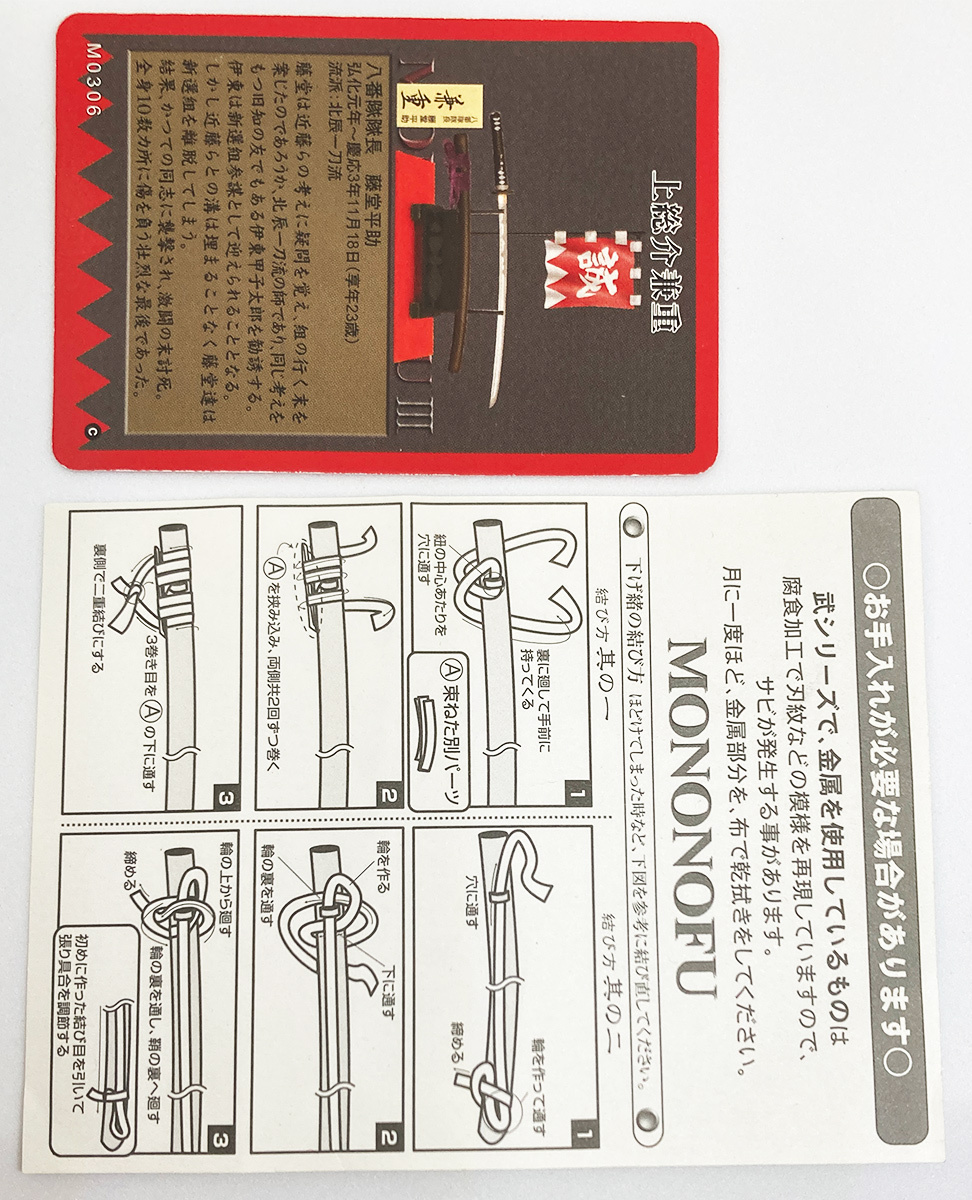 上総介兼重
誠
兼重
八番隊長 藤堂平助
MONONOFU III
八番隊隊長 藤堂平助
弘化元年～慶応3年11月18日(享年23歳)
流派:北辰一刀流
藤堂は近藤らの考えに疑問を覚え、組の行く末を
案じたのであろうか、北辰一刀流の師であり、同じ考えを
もつ旧知の友でもある伊東甲子太郎を勧誘する。
伊東は新選組参謀として迎えられることとなる。
しかし近藤らとの溝は埋まることなく藤堂達は
新選組を離脱してしまう。
結果、かつての同志に襲撃され、激闘の末討死。
全身10数カ所に傷を負う壮烈な最後であった。
M0306
C
○お手入れが必要な場合があります○
武シリーズで、金属を使用しているものは
腐食加工で刃紋などの模様を再現していますので、
サビが発生する事があります。
月に一度ほど、金属部分を、布で乾拭きをしてください。
MONONOFU
下げ緒の結び方 ほどけてしまった時など、下図を参考に結び直してください。
結び方 其の一
1
裏に廻して手前に
持ってくる
紐の中心あたりを
穴に通す
Ⓐ 束ねた別パーツ
2
Ⓐを挟み込み、両側共2回ずつ巻く
3
3巻き目をⒶの下に通す
裏側で二重結びにする
結び方 其の二
1
穴に通す
輪を作って通す
締める
2
輪を作る
下に通す
輪の裏を通す
3
輪の上から廻す
輪の裏を通し、鞘の裏へ廻す
締める
初めに作った結び目を引いて
張り具合を調節する